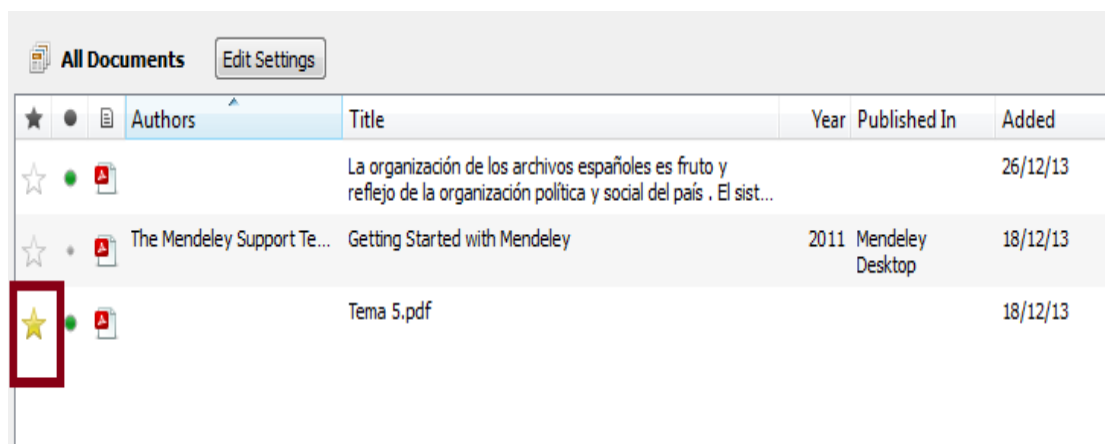 All Documents Edit Settings
Authors Title Year Published In Added
La organización de los archivos españoles es fruto y 26/12/13
reflejo de la organización política y social del país . El sist...
The Mendeley Support Te... Getting Started with Mendeley 2011 Mendeley 18/12/13
Desktop
Tema 5.pdf 18/12/13